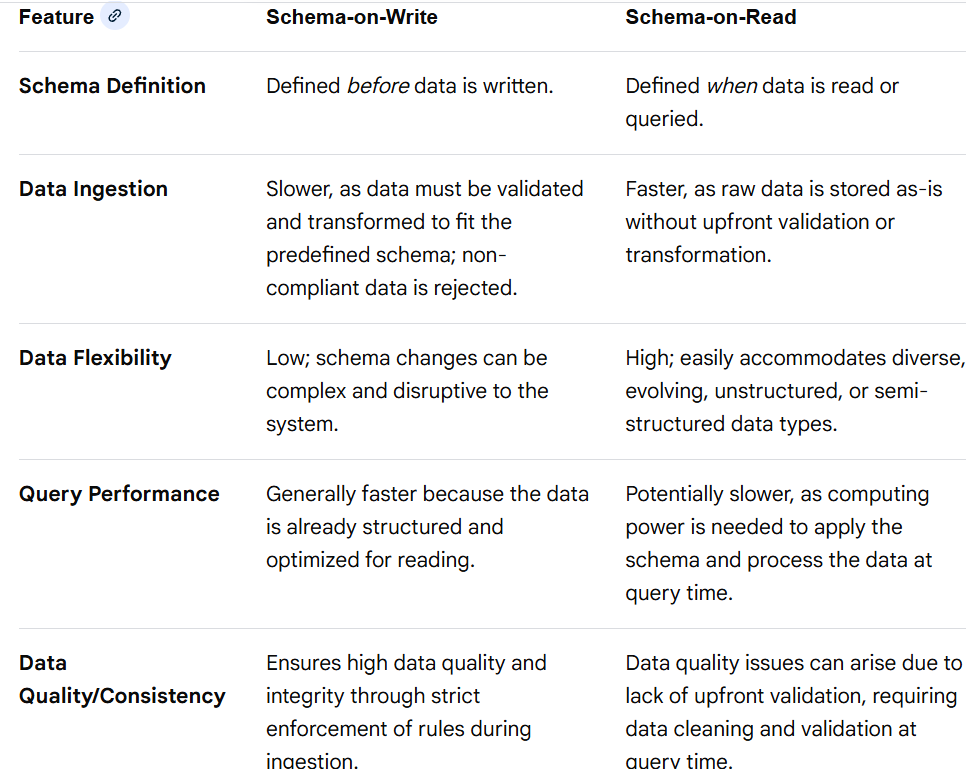 Feature Schema-on-Write Schema-on-Read
Schema Definition Defined before data is written. Defined when data is read or
queried.
Data Ingestion Slower, as data must be validated Faster, as raw data is stored as-is
and transformed to fit the without upfront validation or
predefined schema; non- transformation.
compliant data is rejected.
Data Flexibility Low; schema changes can be High; easily accommodates diverse,
complex and disruptive to the evolving, unstructured, or semi-
system. structured data types.
Query Performance Generally faster because the data Potentially slower, as computing
is already structured and power is needed to apply the
optimized for reading. schema and process the data at
query time.
Data Ensures high data quality and Data quality issues can arise due to
Quality/Consistency integrity through strict lack of upfront validation, requiring
enforcement of rules during data cleaning and validation at
ingestion. query time.